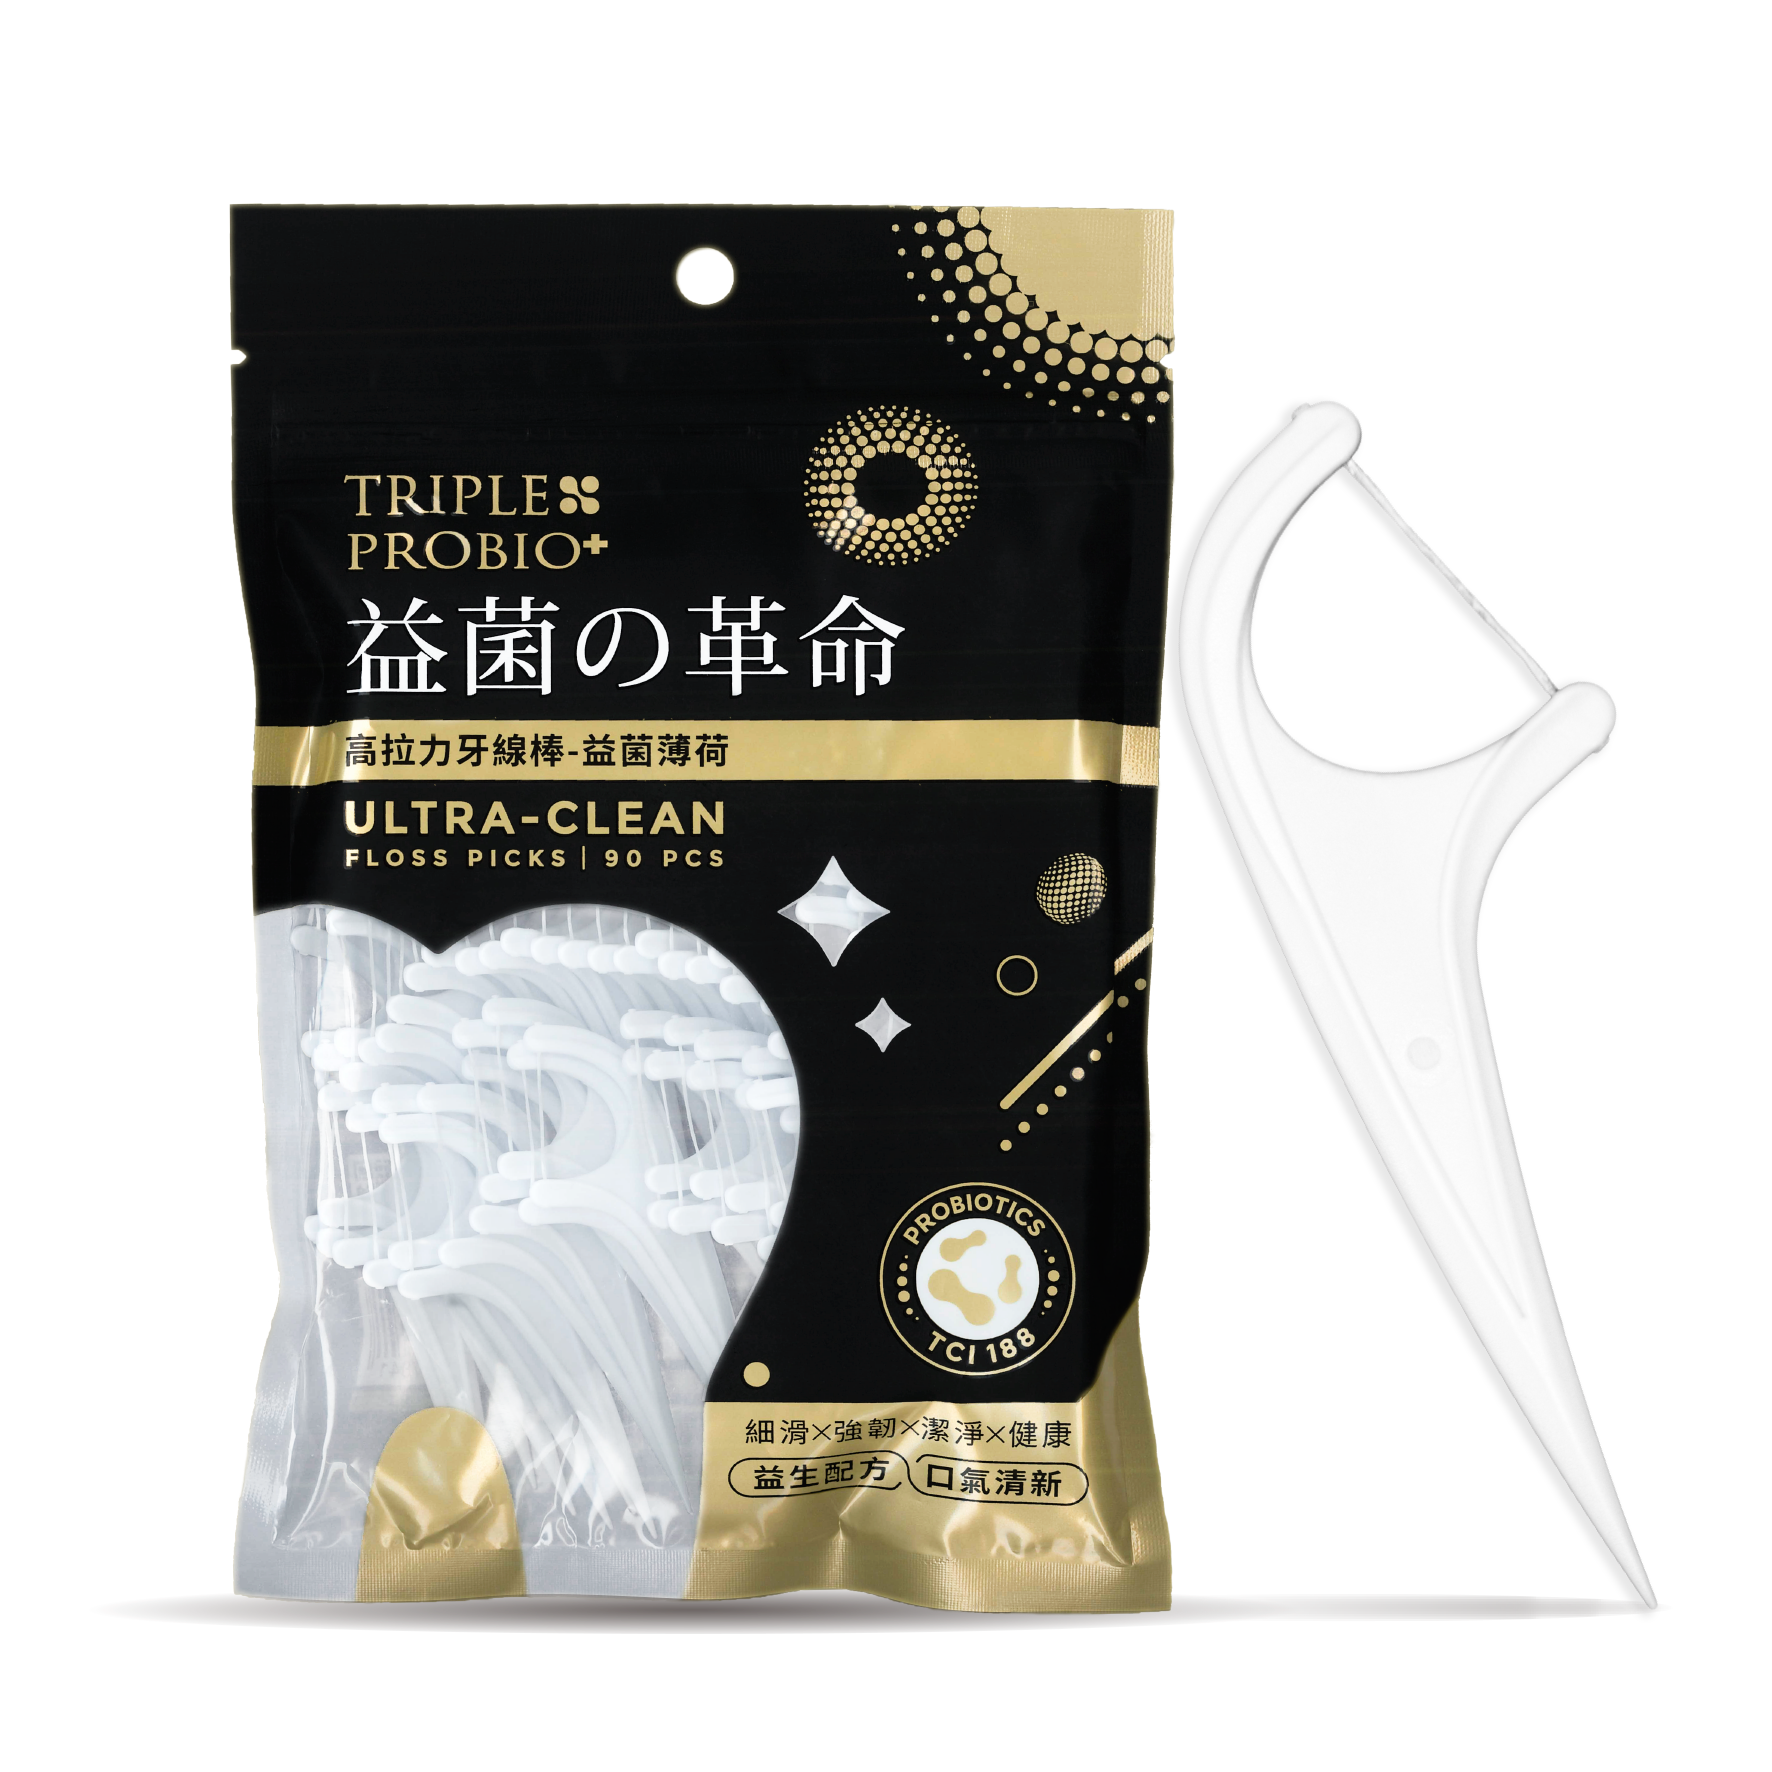 TRIPLE
PROBIO+
益菌の革命
高拉力牙線棒-益菌薄荷
ULTRA-CLEAN
FLOSS PICKS | 90 PCS
PROBIOTICS
TCI 188
細滑×強韌×潔淨×健康
益生配方 口氣清新